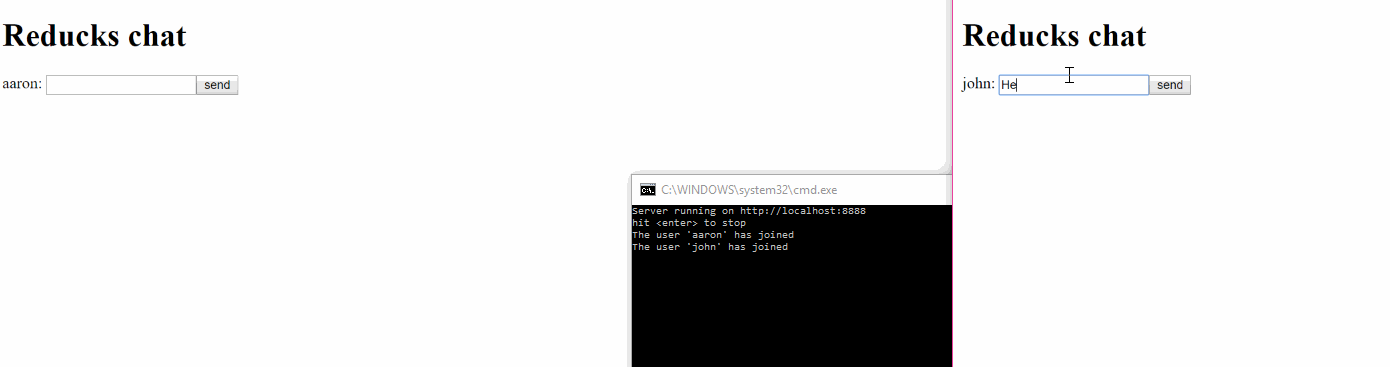 Reducks chat
aaron: send
C:\WINDOWS\system32\cmd.exe
Server running on http://localhost:8888
hit <enter> to stop
The user 'aaron' has joined
The user 'john' has joined
Reducks chat
john: He send